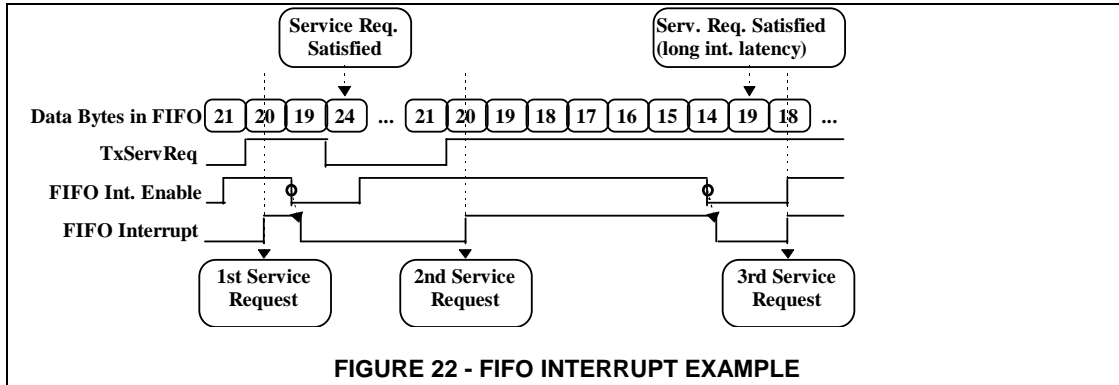 Service Req.
Satisfied
Serv. Req. Satisfied
(long int. latency)
Data Bytes in FIFO 21 20 19 24 ... 21 20 19 18 17 16 15 14 19 18 ...
TxServReq
FIFO Int. Enable
FIFO Interrupt
1st Service
Request
2nd Service
Request
3rd Service
Request
FIGURE 22 - FIFO INTERRUPT EXAMPLE